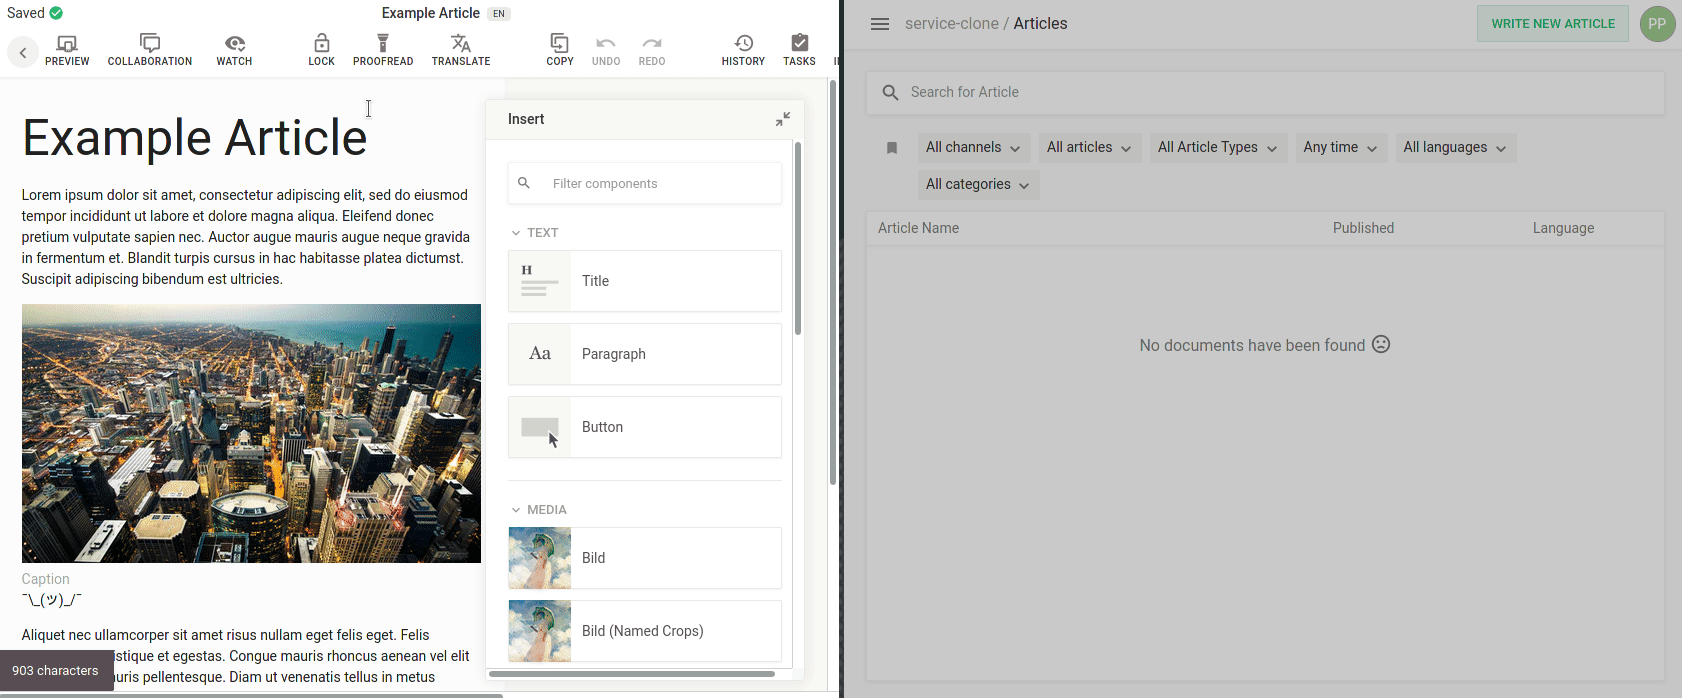 Saved
Example Article EN
PREVIEW COLLABORATION WATCH LOCK PROOFREAD TRANSLATE COPY UNDO REDO HISTORY TASKS
Example Article
Lorem ipsum dolor sit amet, consectetur adipiscing elit, sed do eiusmod
tempor incididunt ut labore et dolore magna aliqua. Eleifend donec
pretium vulputate sapien nec. Auctor augue mauris augue neque gravida
in fermentum et. Blandit turpis cursus in hac habitasse platea dictumst.
Suscipit adipiscing bibendum est ultricies.
Caption
¯\_(ツ)_/¯
Aliquet nec ullamcorper sit amet risus nullam eget felis eget. Felis
istique et egestas. Congue mauris rhoncus aenean vel elit
uris pellentesque. Diam ut venenatis tellus in metus
903 characters
Insert
Filter components
TEXT
H
Title
Aa
Paragraph
Button
MEDIA
Bild
Bild (Named Crops)
service-clone / Articles
WRITE NEW ARTICLE
PP
Search for Article
All channels All articles All Article Types Any time All languages
All categories
Article Name Published Language
No documents have been found